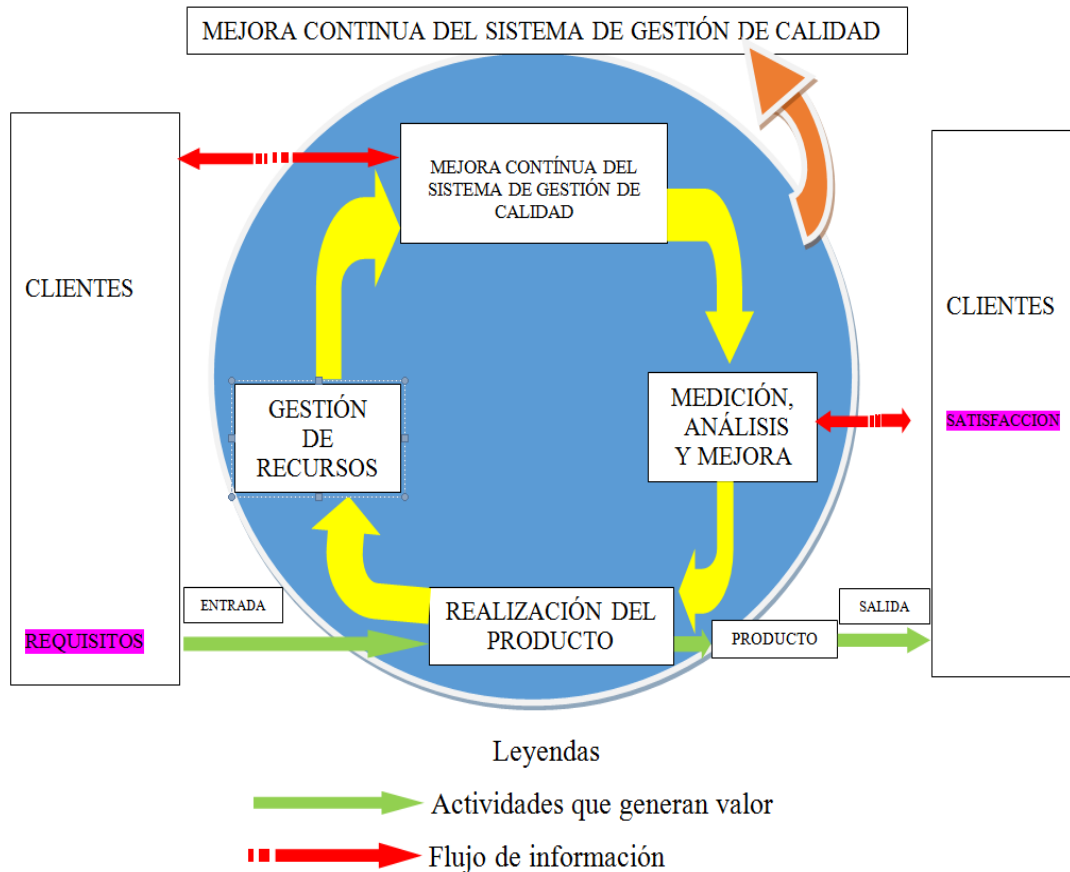 MEJORA CONTINUA DEL SISTEMA DE GESTIÓN DE CALIDAD
MEJORA CONTÍNUA DEL
SISTEMA DE GESTIÓN DE
CALIDAD
CLIENTES
CLIENTES
GESTIÓN
DE
RECURSOS
MEDICIÓN,
ANÁLISIS
Y MEJORA
SATISFACCION
ENTRADA
REALIZACIÓN DEL
PRODUCTO
SALIDA
REQUISITOS
PRODUCTO
Leyendas
Actividades que generan valor
Flujo de información